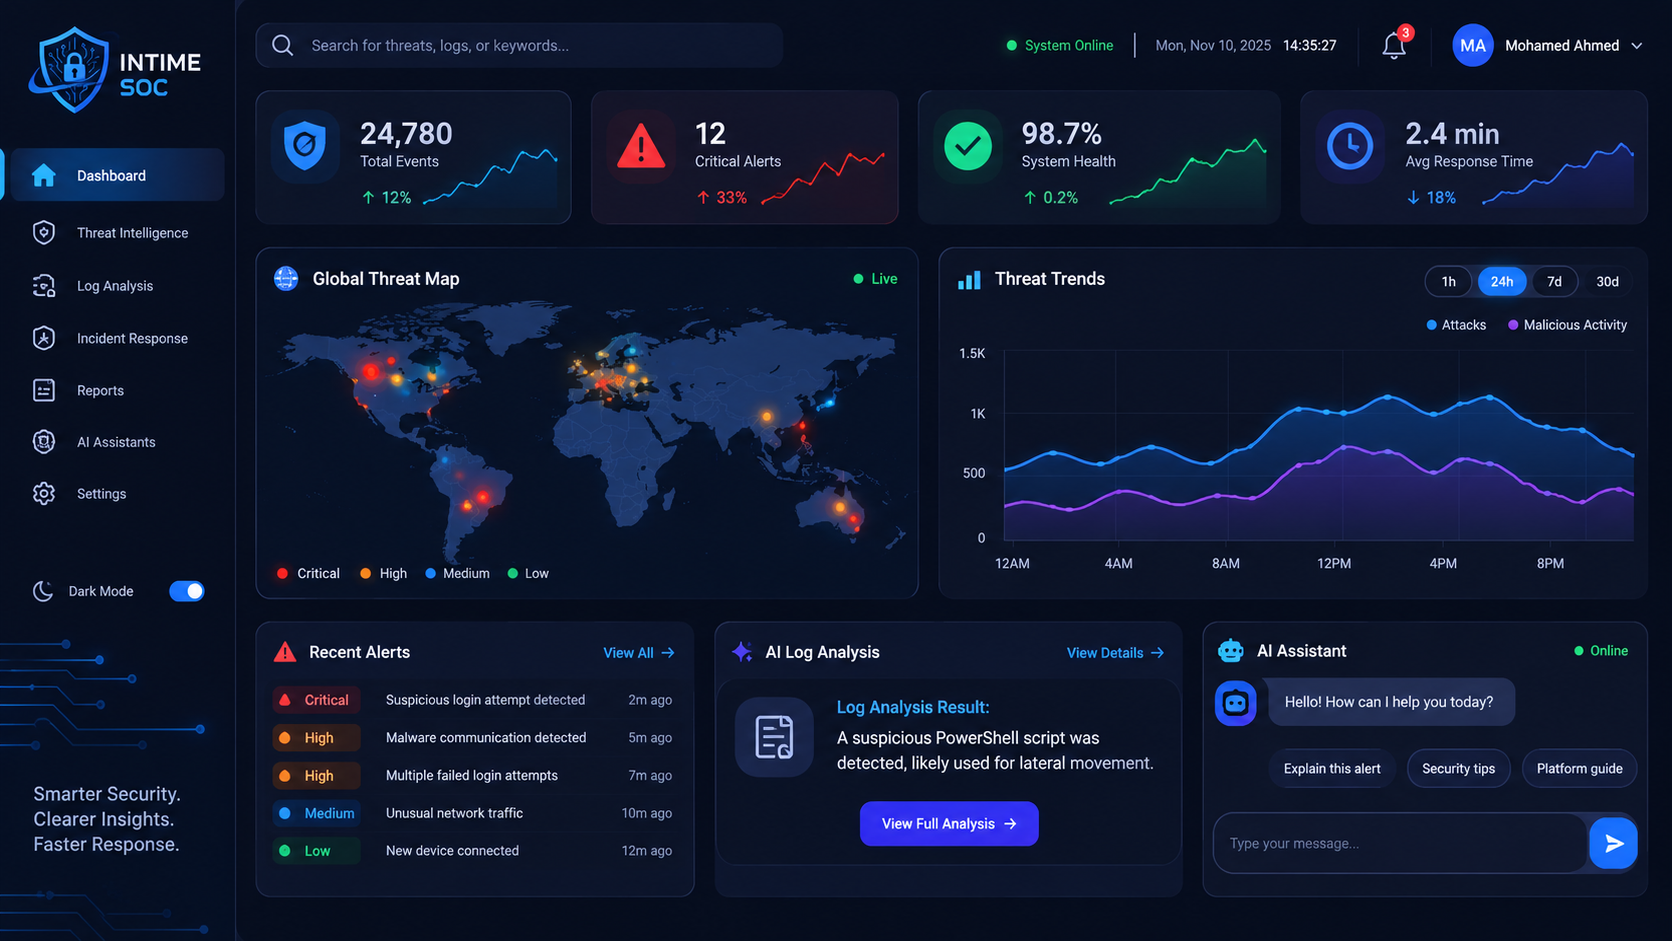 INTIME
SOC
Dashboard
Threat Intelligence
Log Analysis
Incident Response
Reports
AI Assistants
Settings
Dark Mode
Smarter Security.
Clearer Insights.
Faster Response.
Search for threats, logs, or keywords...
System Online
Mon, Nov 10, 2025 14:35:27
3
MA
Mohamed Ahmed
24,780
Total Events
↑ 12%
12
Critical Alerts
↑ 33%
98.7%
System Health
↑ 0.2%
2.4 min
Avg Response Time
↓ 18%
Global Threat Map
Live
Critical High Medium Low
Threat Trends
1h 24h 7d 30d
Attacks Malicious Activity
1.5K
1K
500
0
12AM 4AM 8AM 12PM 4PM 8PM
Recent Alerts
View All →
Critical Suspicious login attempt detected 2m ago
High Malware communication detected 5m ago
High Multiple failed login attempts 7m ago
Medium Unusual network traffic 10m ago
Low New device connected 12m ago
AI Log Analysis
View Details →
Log Analysis Result:
A suspicious PowerShell script was
detected, likely used for lateral movement.
View Full Analysis →
AI Assistant
Online
Hello! How can I help you today?
Explain this alert Security tips Platform guide
Type your message...